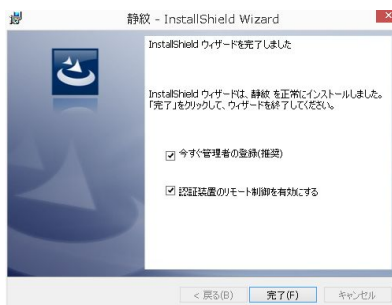 静紋 - InstallShield Wizard
InstallShield ウィザードを完了しました
InstallShield ウィザードは、静紋 を正常にインストールしました。
「完了」をクリックして、ウィザードを終了してください。
今すぐ管理者の登録(推奨)
認証装置のリモート制御を有効にする
< 戻る(B)
完了(F)
キャンセル